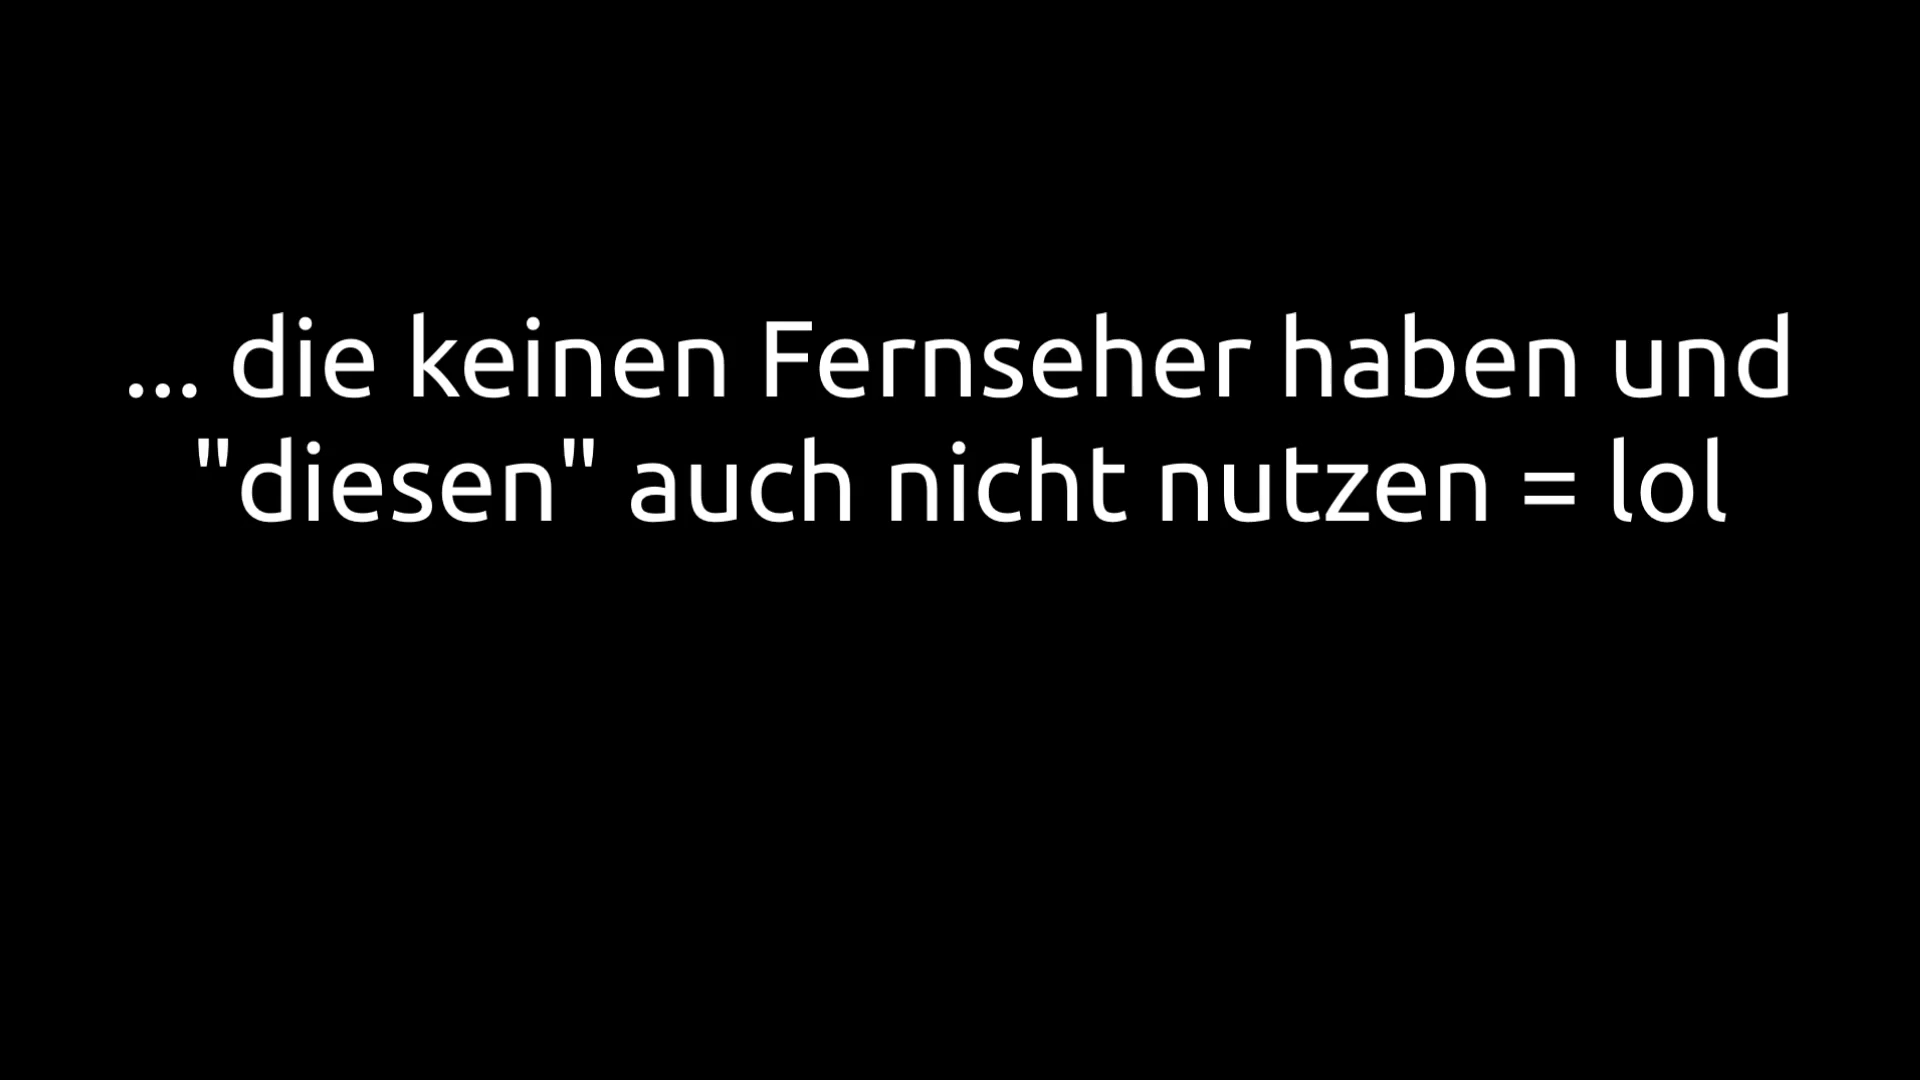 ... die keinen Fernseher haben und
"diesen" auch nicht nutzen = lol